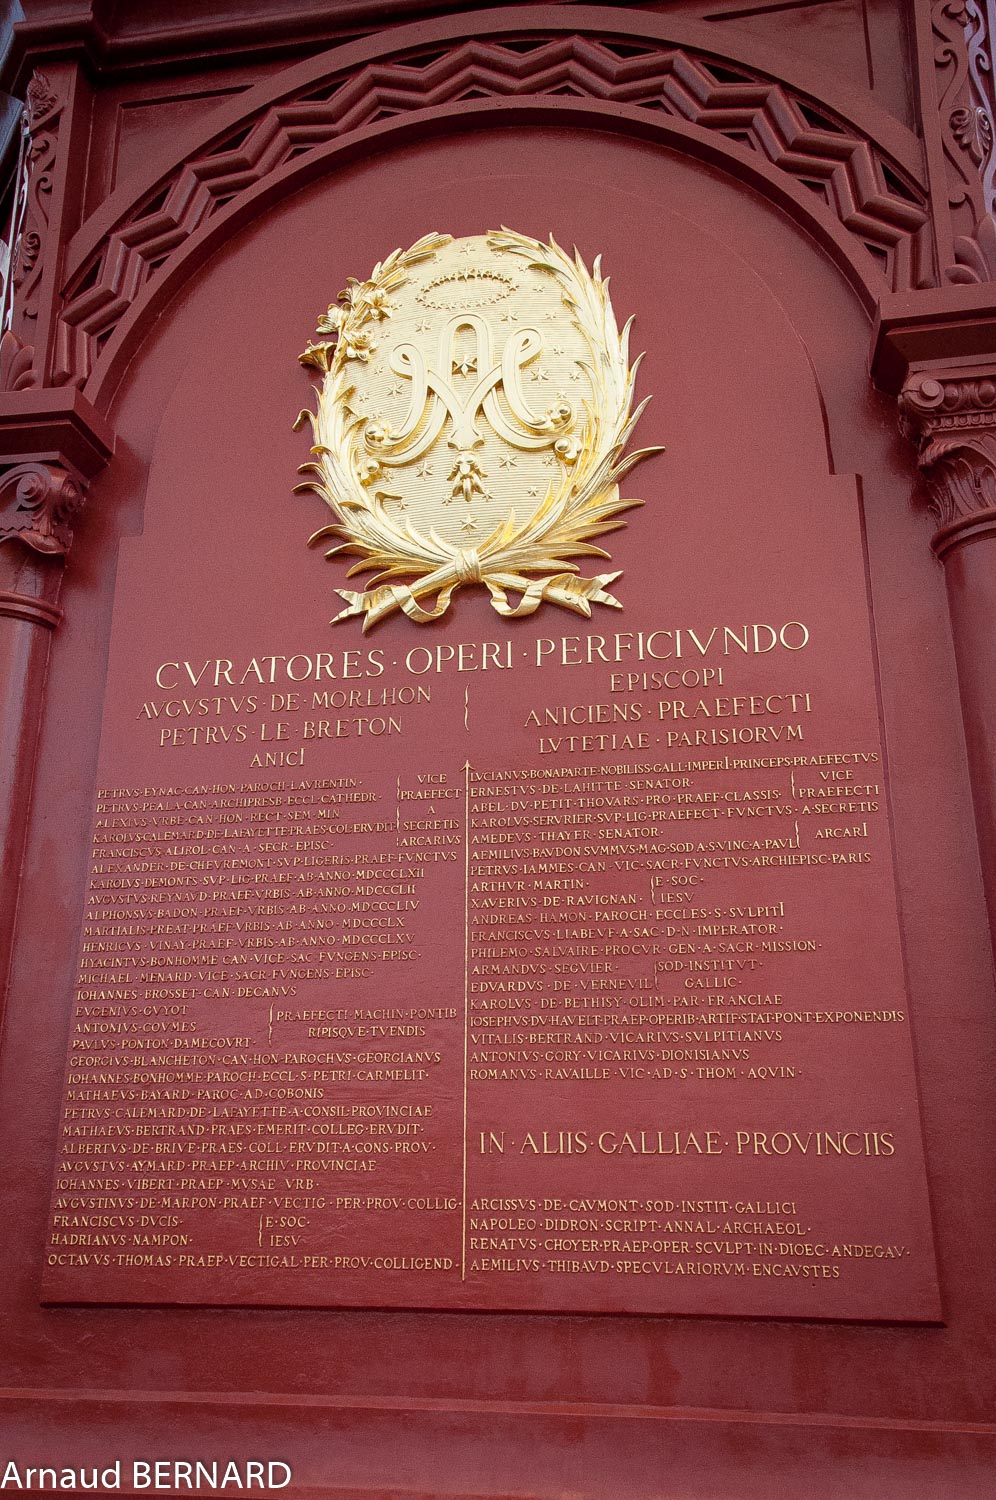 CVRATORES·OPERI·PERFICIVNDO
AVGVSTVS·DE·MORLHON
PETRVS·LE·BRETON
ANICI
EPISCOPI
ANICIENS·PRAEFECTI
LVTETIAE·PARISIORVM
PETRVS·EYNAC·CAN·HON·PAROCH·LAVRENTIN·
PETRVS·PEALA·CAN·ARCHIPRESB·ECCL·CATHEDR·
ALEXIVS·VRBE·CAN·HON·RECT·SEM·MIN
KAROLVS·CALEMARD·DE·LAFAYETTE·PRAES·COL·ERVDIT·
FRANCISCVS·ALIROL·CAN·A·SECR·EPISC·
VICE
PRAEFECT
A
SECRETIS
ARCARIVS
ALEXANDER·DE·CHEVREMONT·SVP·LIGERIS·PRAEF·FVNCTVS
KAROLVS·DEMONTS·SVP·LIG·PRAEF·AB·ANNO·MDCCCLXII
AVGVSTVS·REYNAVD·PRAEF·VRBIS·AB·ANNO·MDCCCLII
ALPHONSVS·BADON·PRAEF·VRBIS·AB·ANNO·MDCCCLIV
MARTIALIS·PREAT·PRAEF·VRBIS·AB·ANNO·MDCCCLX
HENRICVS·VINAY·PRAEF·VRBIS·AB·ANNO·MDCCCLXV
HYACINTVS·BONHOMME·CAN·VICE·SAC·FVNGENS·EPISC·
MICHAEL·MENARD·VICE·SACR·FVNGENS·EPISC·
IOHANNES·BROSSET·CAN·DECANVS
EVGENIVS·GVYOT
ANTONIVS·COVMES·
PAVLVS·PONTON·DAMECOVRT·
PRAEFECTI·MACHIN·PONTIB
RIPISQVE·TVENDIS
GEORGIVS·BLANCHETON·CAN·HON·PAROCHVS·GEORGIANVS
IOHANNES·BONHOMME·PAROCH·ECCL·S·PETRI·CARMELIT·
MATHAEVS·BAYARD·PAROC·AD·COBONIS
PETRVS·CALEMARD·DE·LAFAYETTE·A·CONSIL·PROVINCIAE
MATHAEVS·BERTRAND·PRAES·EMERIT·COLLEG·ERVDIT·
ALBERTVS·DE·BRIVE·PRAES·COLL·ERVDIT·A·CONS·PROV·
AVGVSTVS·AYMARD·PRAEP·ARCHIV·PROVINCIAE
IOHANNES·VIBERT·PRAEP·MVSAE·VRB·
AVGVSTINVS·DE·MARPON·PRAEF·VECTIG·PER·PROV·COLLIG·
FRANCISCVS·DVCIS·
HADRIANVS·NAMPON·
E·SOC·
IESV
OCTAVVS·THOMAS·PRAEP·VECTIGAL·PER·PROV·COLLIGEND·
LVCIANVS·BONAPARTE·NOBILISS·GALL·IMPERI·PRINCEPS·PRAEFECTVS
ERNESTVS·DE·LAHITTE·SENATOR·
ABEL·DV·PETIT·THOVARS·PRO·PRAEF·CLASSIS·
VICE
PRAEFECTI
KAROLVS·SERVRIER·SVP·LIG·PRAEFECT·FVNCTVS·A·SECRETIS
AMEDEVS·THAYER·SENATOR·
AEMILIVS·BAVDON·SVMMVS·MAG·SOD·A·S·VINC·A·PAVL
ARCARI
PETRVS·IAMMES·CAN·VIC·SACR·FVNCTVS·ARCHIEPISC·PARIS
ARTHVR·MARTIN·
XAVERIVS·DE·RAVIGNAN·
E·SOC·
IESV
ANDREAS·HAMON·PAROCH·ECCLES·S·SVLPITI
FRANCISCVS·LIABEVF·A·SAC·D·N·IMPERATOR·
PHILEMO·SALVAIRE·PROCVR·GEN·A·SACR·MISSION·
ARMANDVS·SEGVIER·
EDVARDVS·DE·VERNEVIL
SOD·INSTITVT·
GALLIC·
KAROLVS·DE·BETHISY·OLIM·PAR·FRANCIAE
IOSEPHVS·DV·HAVELT·PRAEP·OPERIB·ARTIF·STAT·PONT·EXPONENDIS
VITALIS·BERTRAND·VICARIVS·SVLPITIANVS
ANTONIVS·GORY·VICARIVS·DIONISIANVS
ROMANVS·RAVAILLE·VIC·AD·S·THOM·AQVIN·
IN·ALIIS·GALLIAE·PROVINCIIS
ARCISSVS·DE·CAVMONT·SOD·INSTIT·GALLICI
NAPOLEO·DIDRON·SCRIPT·ANNAL·ARCHAEOL·
RENATVS·CHOYER·PRAEP·OPER·SCVLPT·IN·DIOEC·ANDEGAV·
AEMILIVS·THIBAVD·SPECVLARIORVM·ENCAVSTES
Arnaud BERNARD